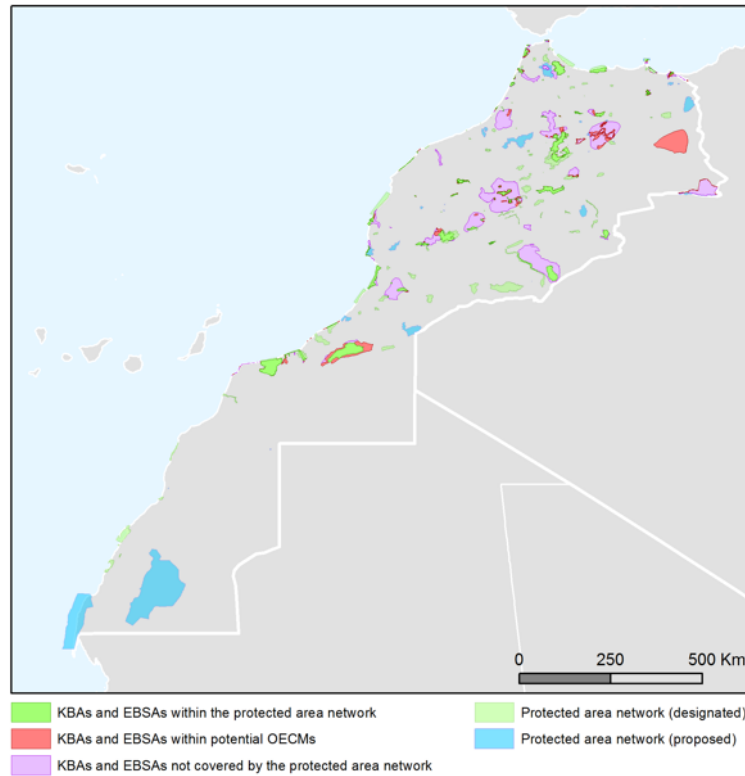 0 250 500 Km
KBAs and EBSAs within the protected area network
Protected area network (designated)
KBAs and EBSAs within potential OECMs
Protected area network (proposed)
KBAs and EBSAs not covered by the protected area network